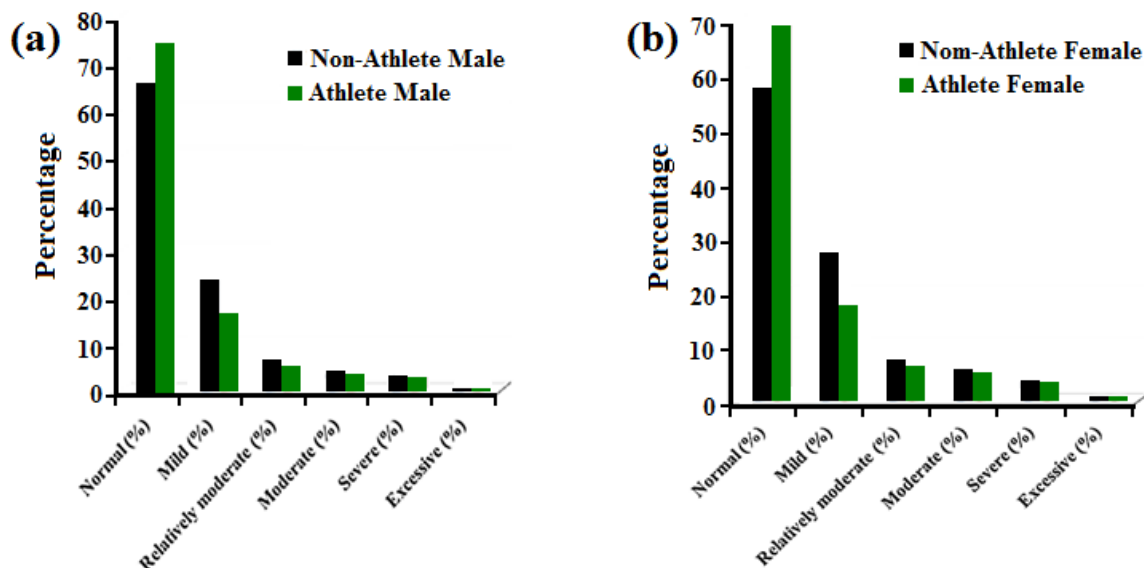 (a)
Percentage
80
70
60
50
40
30
20
10
0
Non-Athlete Male
Athlete Male
Normal (%)
Mild (%)
Relatively moderate (%)
Moderate (%)
Severe (%)
Excessive (%)
(b)
Percentage
70
60
50
40
30
20
10
0
Nom-Athlete Female
Athlete Female
Normal (%)
Mild (%)
Relatively moderate (%)
Moderate (%)
Severe (%)
Excessive (%)